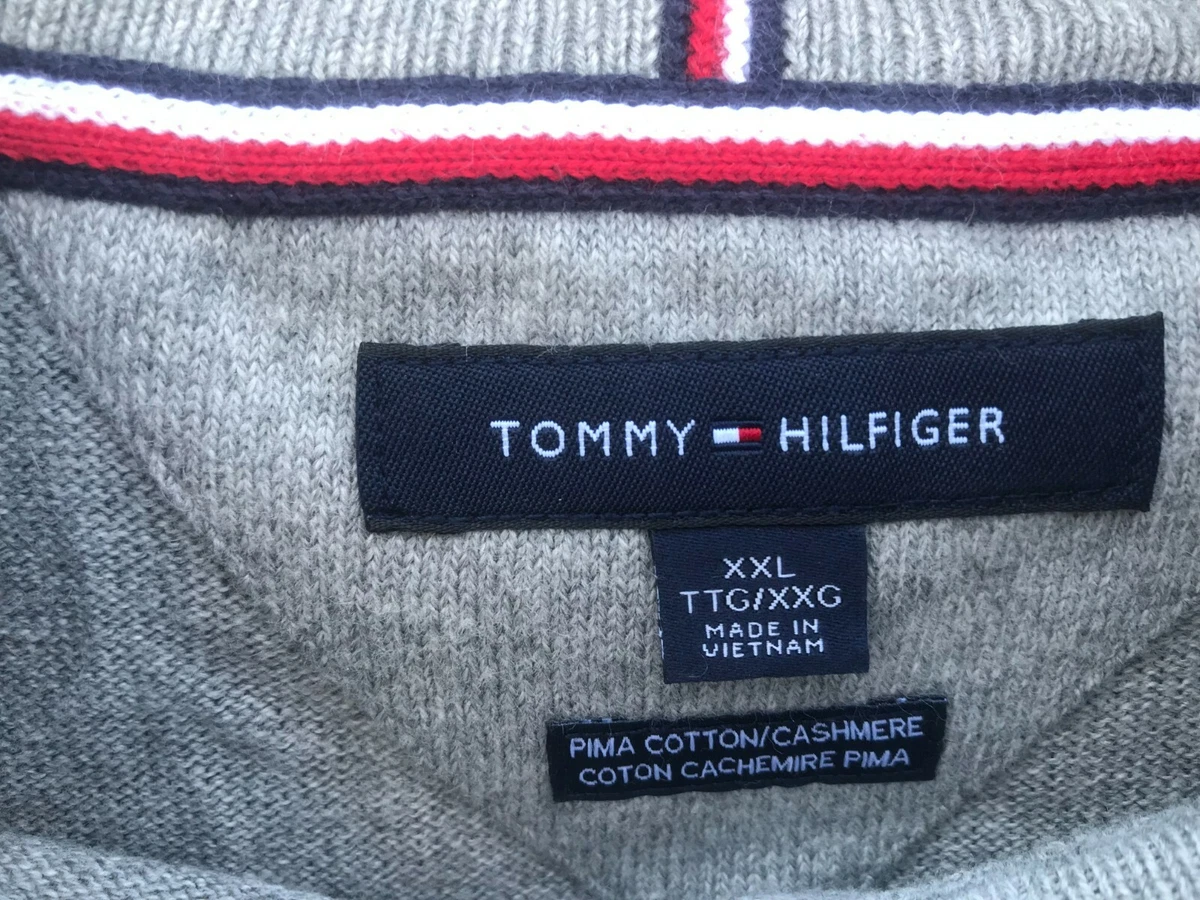 TOMMY HILFIGER
XXL
TTG/XXG
MADE IN
VIETNAM
PIMA COTTON/CASHMERE
COTON CACHEMIRE PIMA